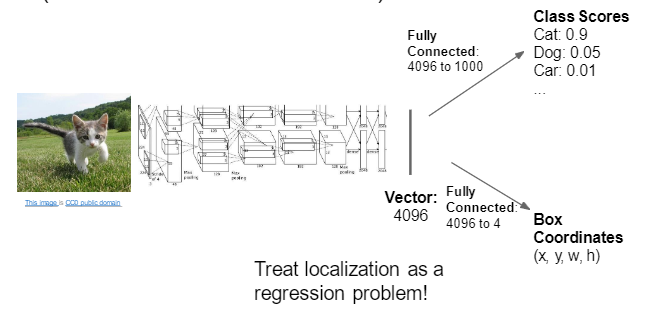 Class Scores
Cat: 0.9
Dog: 0.05
Car: 0.01
...
Fully
Connected:
4096 to 1000
This image is CC0 public domain
Vector:
4096
Fully
Connected:
4096 to 4
Box
Coordinates
(x, y, w, h)
Treat localization as a
regression problem!